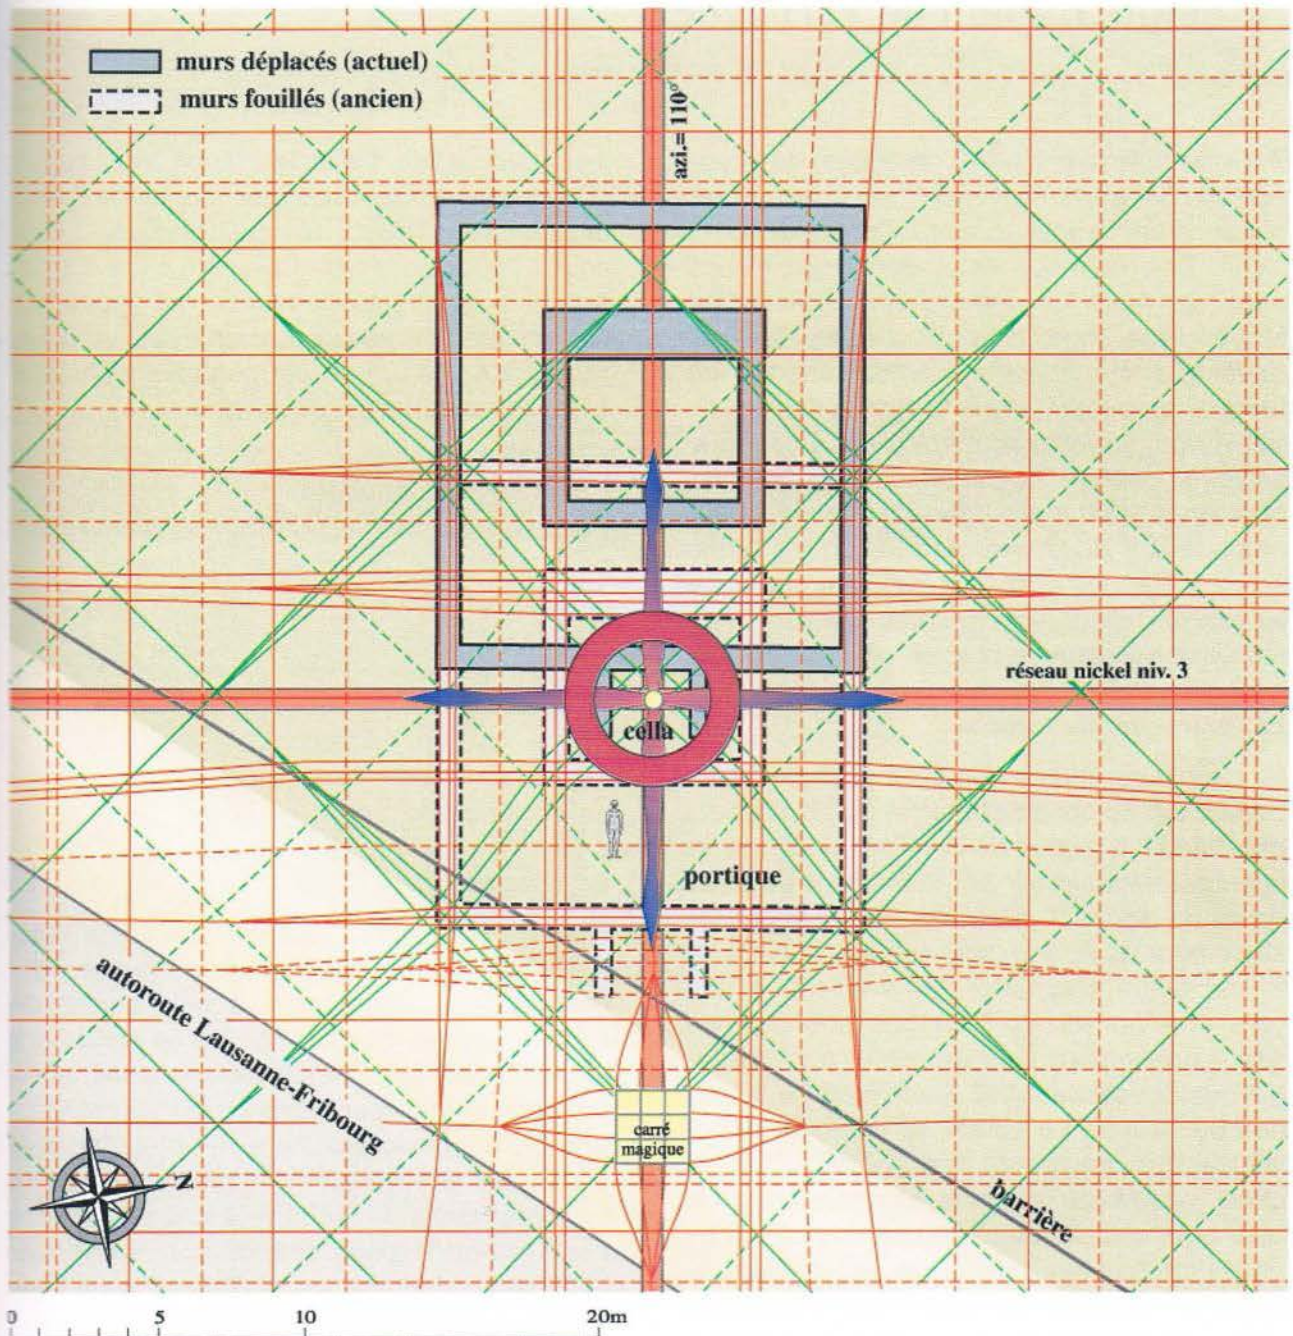 murs déplacés (actuel)
murs fouillés (ancien)
azi.= 110°
réseau nickel niv. 3
cella
portique
autoroute Lausanne-Fribourg
carré
magique
barrière
N
0 5 10 20m